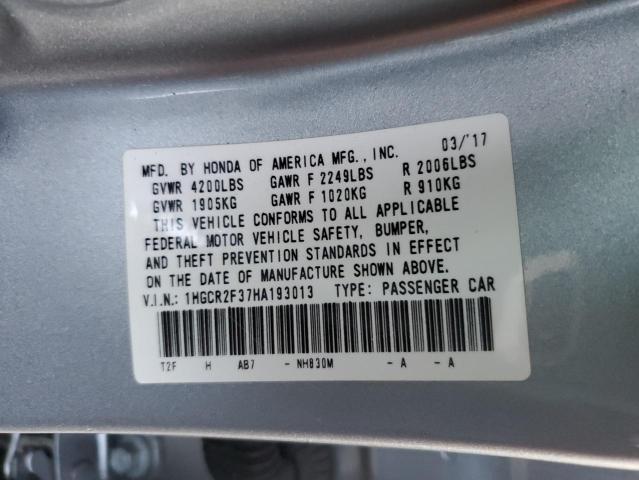 03/'17
MFD. BY HONDA OF AMERICA MFG., INC.
GVWR 4200LBS GAWR F 2249LBS R 2006LBS
GVWR 1905KG GAWR F 1020KG R 910KG
THIS VEHICLE CONFORMS TO ALL APPLICABLE
FEDERAL MOTOR VEHICLE SAFETY, BUMPER,
AND THEFT PREVENTION STANDARDS IN EFFECT
ON THE DATE OF MANUFACTURE SHOWN ABOVE.
V.I.N.: 1HGCR2F37HA193013 TYPE: PASSENGER CAR
T2F H AB7 - NH830M - A - A